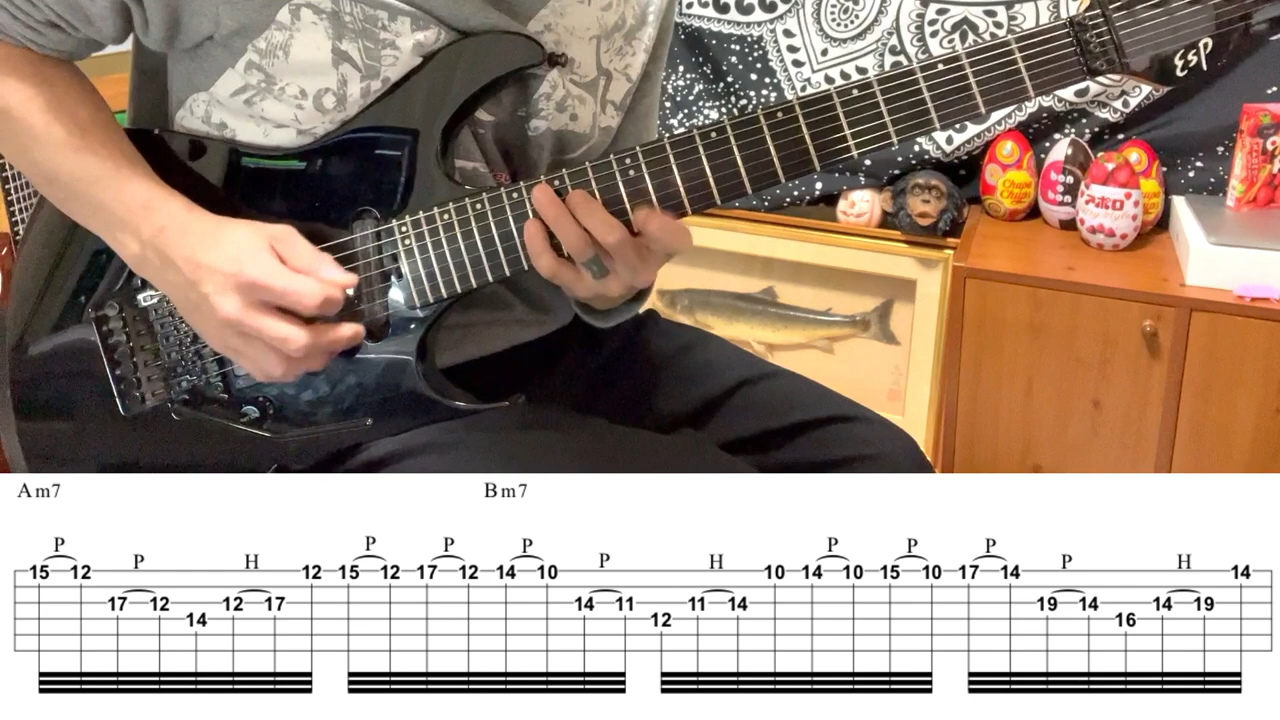 ESP
Chupa
Chups
bon
o
bon
アポロ
Am7 Bm7
P P P P P P P P
P H P H P H
15 12 12 15 12 17 12 14 10 10 14 10 15 10 17 14 14
17 12 12 17 14 11 11 14 19 14 14 19
14 12 16